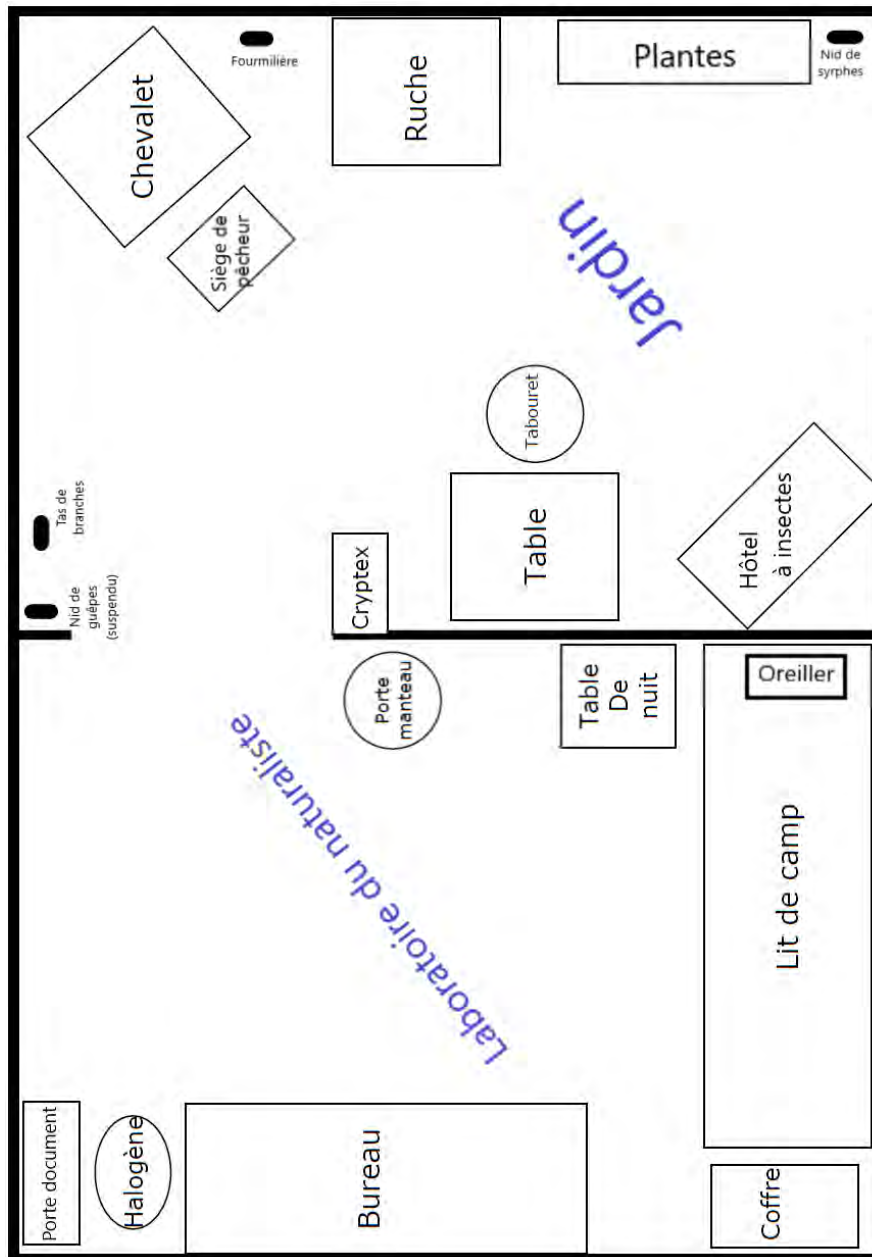 Fourmilière
Chevalet
Ruche
Plantes
Nid de
syrphes
Siège de
pêcheur
Jardin
Tabouret
Tas de
branches
Nid de
guêpes
(suspendu)
Cryptex
Table
Hôtel
à insectes
Porte
manteau
Table
De
nuit
Oreiller
Laboratoire du naturaliste
Lit de camp
Porte document
Halogène
Bureau
Coffre